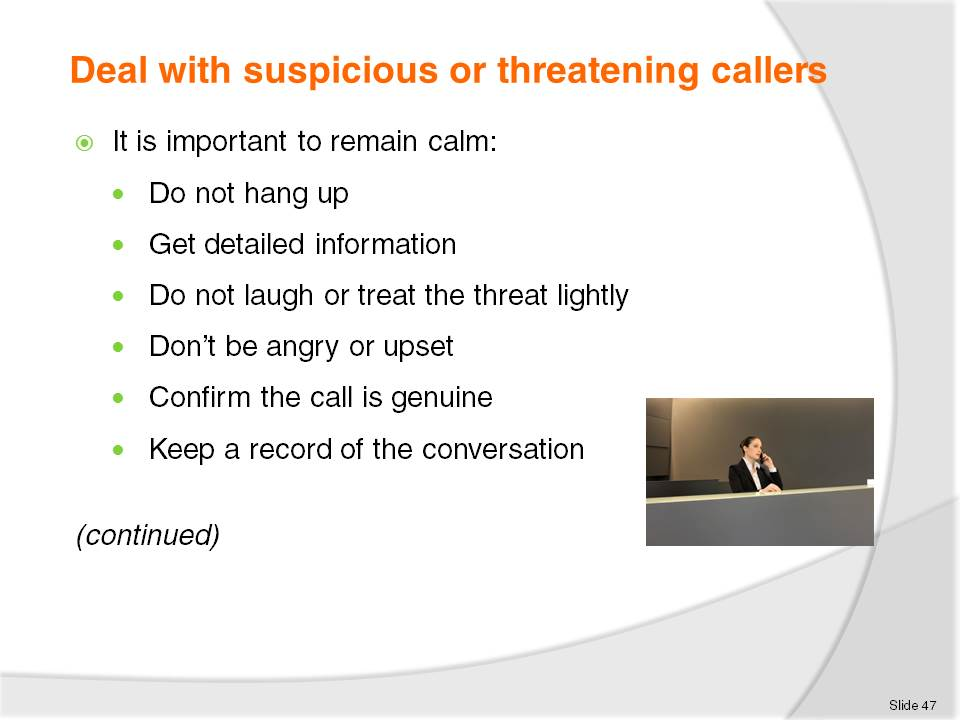 Deal with suspicious or threatening callers
It is important to remain calm:
Do not hang up
Get detailed information
Do not laugh or treat the threat lightly
Don’t be angry or upset
Confirm the call is genuine
Keep a record of the conversation
(continued)
Slide 47